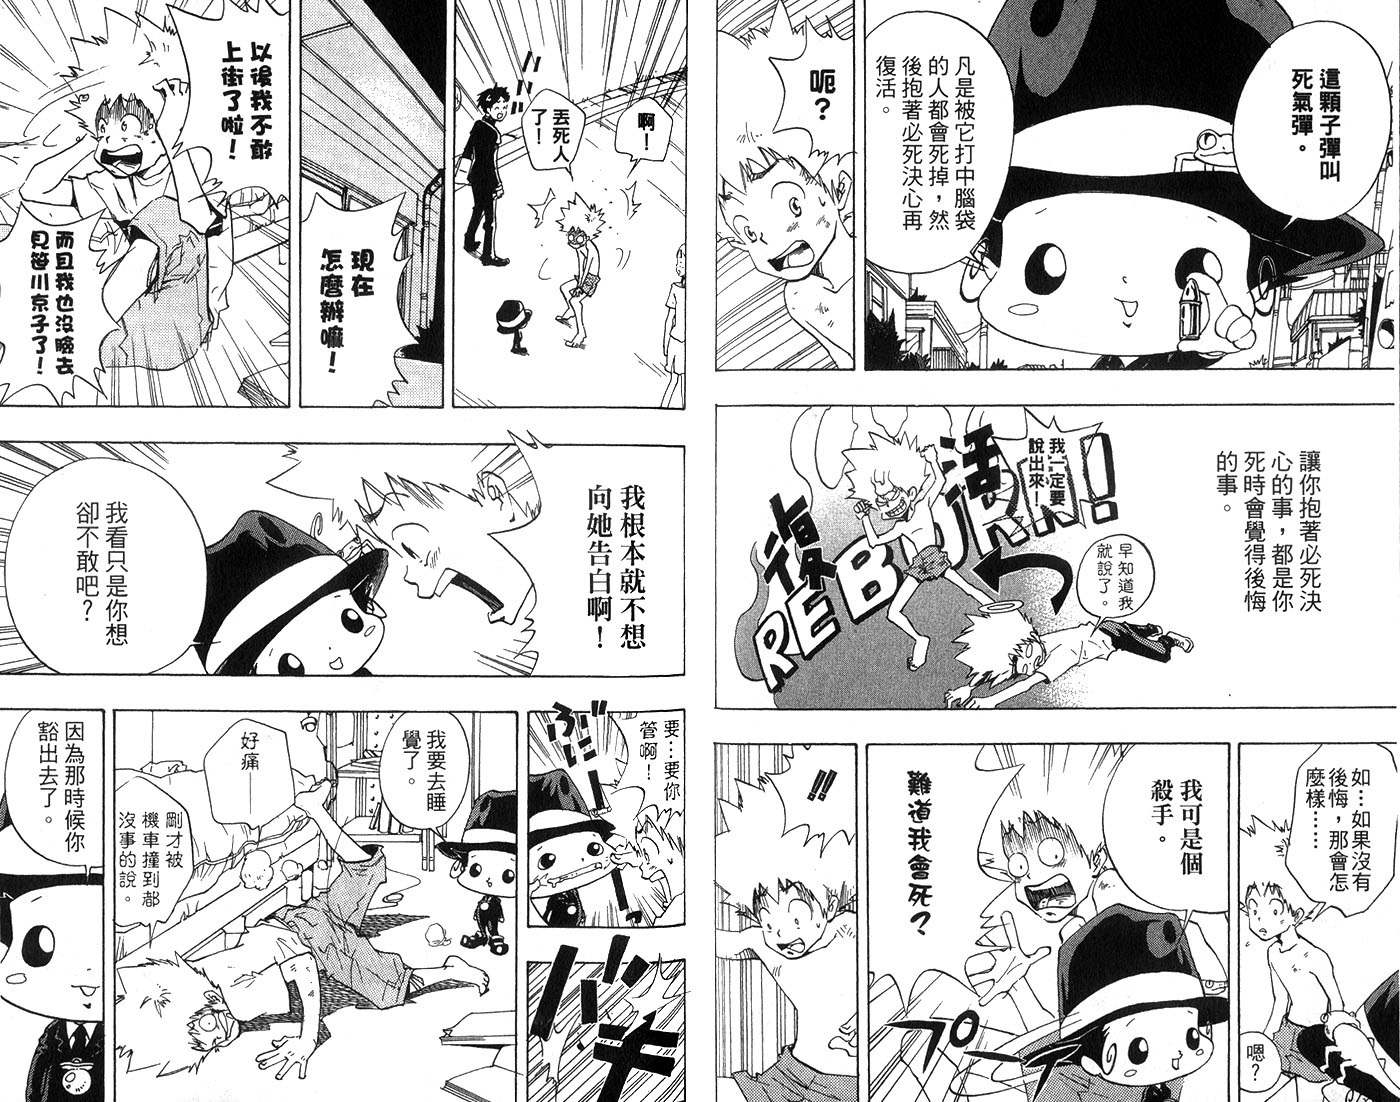 這顆子彈叫
死氣彈。
凡是被它打中腦袋
的人都會死掉，然
後抱著必死決心再
復活。
呃？
讓你抱著必死決
心的事，都是你
死時會覺得後悔
的事。
早知道我
就說了。
我一定要
說出來！
復活
REBORN!
如…如果沒有
後悔，那會怎
麼樣……
嗯？
我可是個
殺手。
難道我會死？
プペ
!!
啊！
丟死人
了！
現在
怎麼辦嘛！
以後我不敢
上街了啦！
而且我也沒臉去
見笹川京子了！
我根本就不想
向她告白啊！
我看只是你想
卻不敢吧？
要…要你
管啊！
ぶにー
バン
我要去睡
覺了。
好痛—
剛才被
機車撞到都
沒事的說。
因為那時候你
豁出去了。